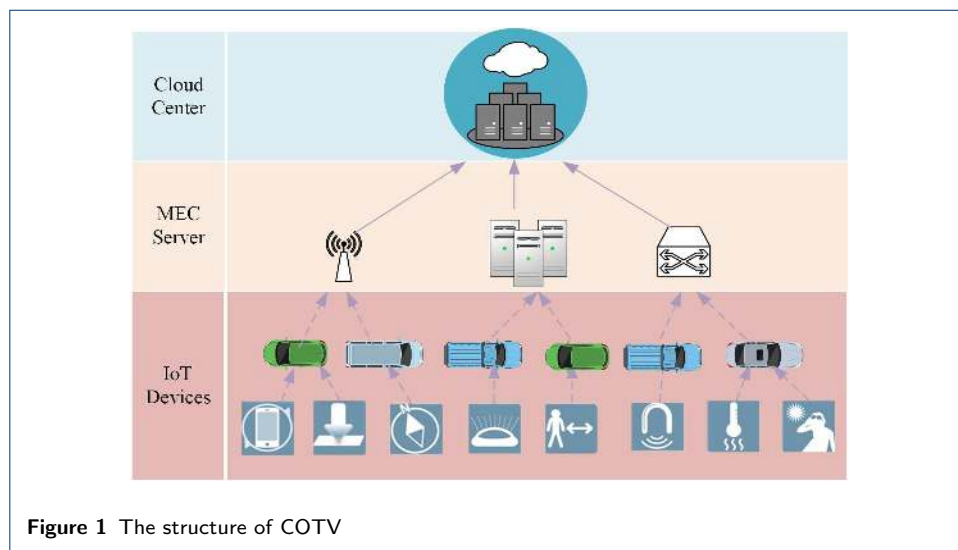 Cloud
Center
MEC
Server
IoT
Devices
N
Figure 1 The structure of COTV